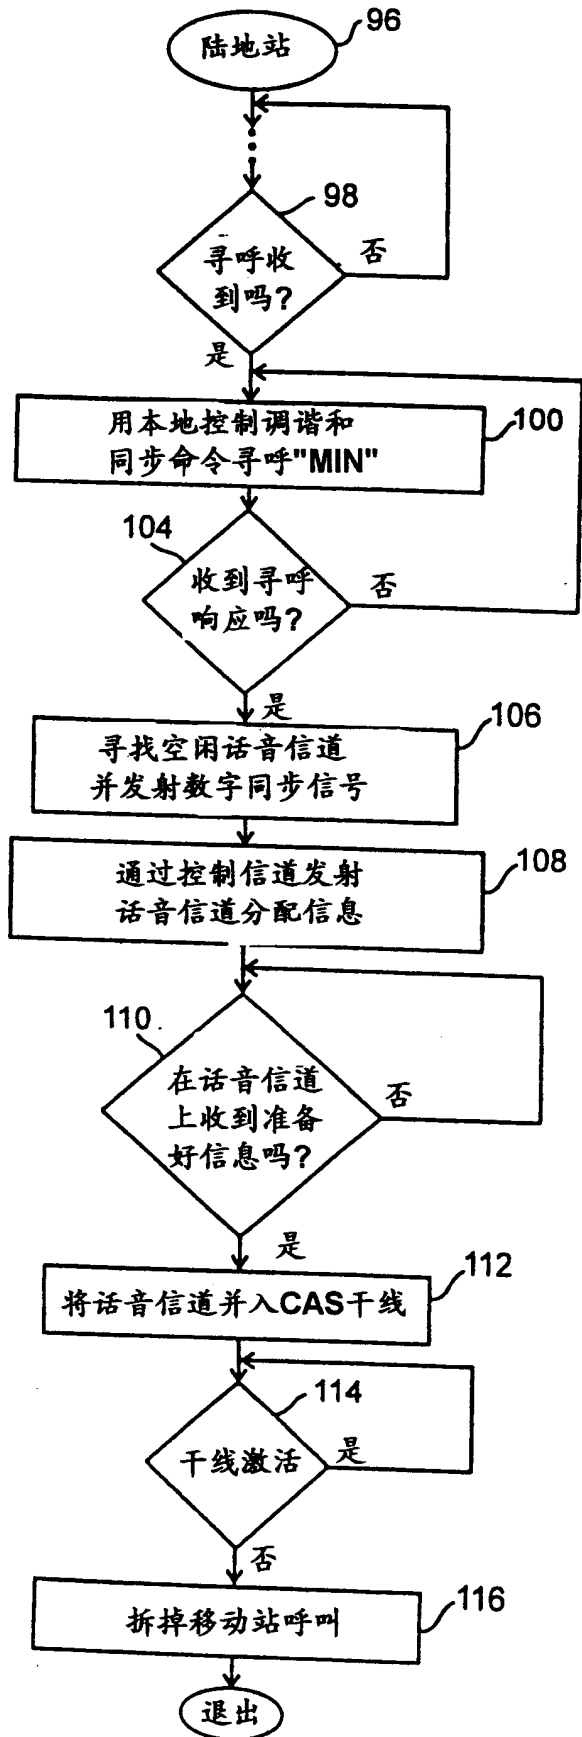 陆地站
96
98
寻呼收
到吗?
否
是
用本地控制调谐和
同步命令寻呼"MIN"
100
104
收到寻呼
响应吗?
否
是
106
寻找空闲话音信道
并发射数字同步信号
108
通过控制信道发射
话音信道分配信息
110
在话音信道
上收到准备
好信息吗?
否
是
112
将话音信道并入CAS干线
114
干线激活
是
否
116
拆掉移动站呼叫
退出